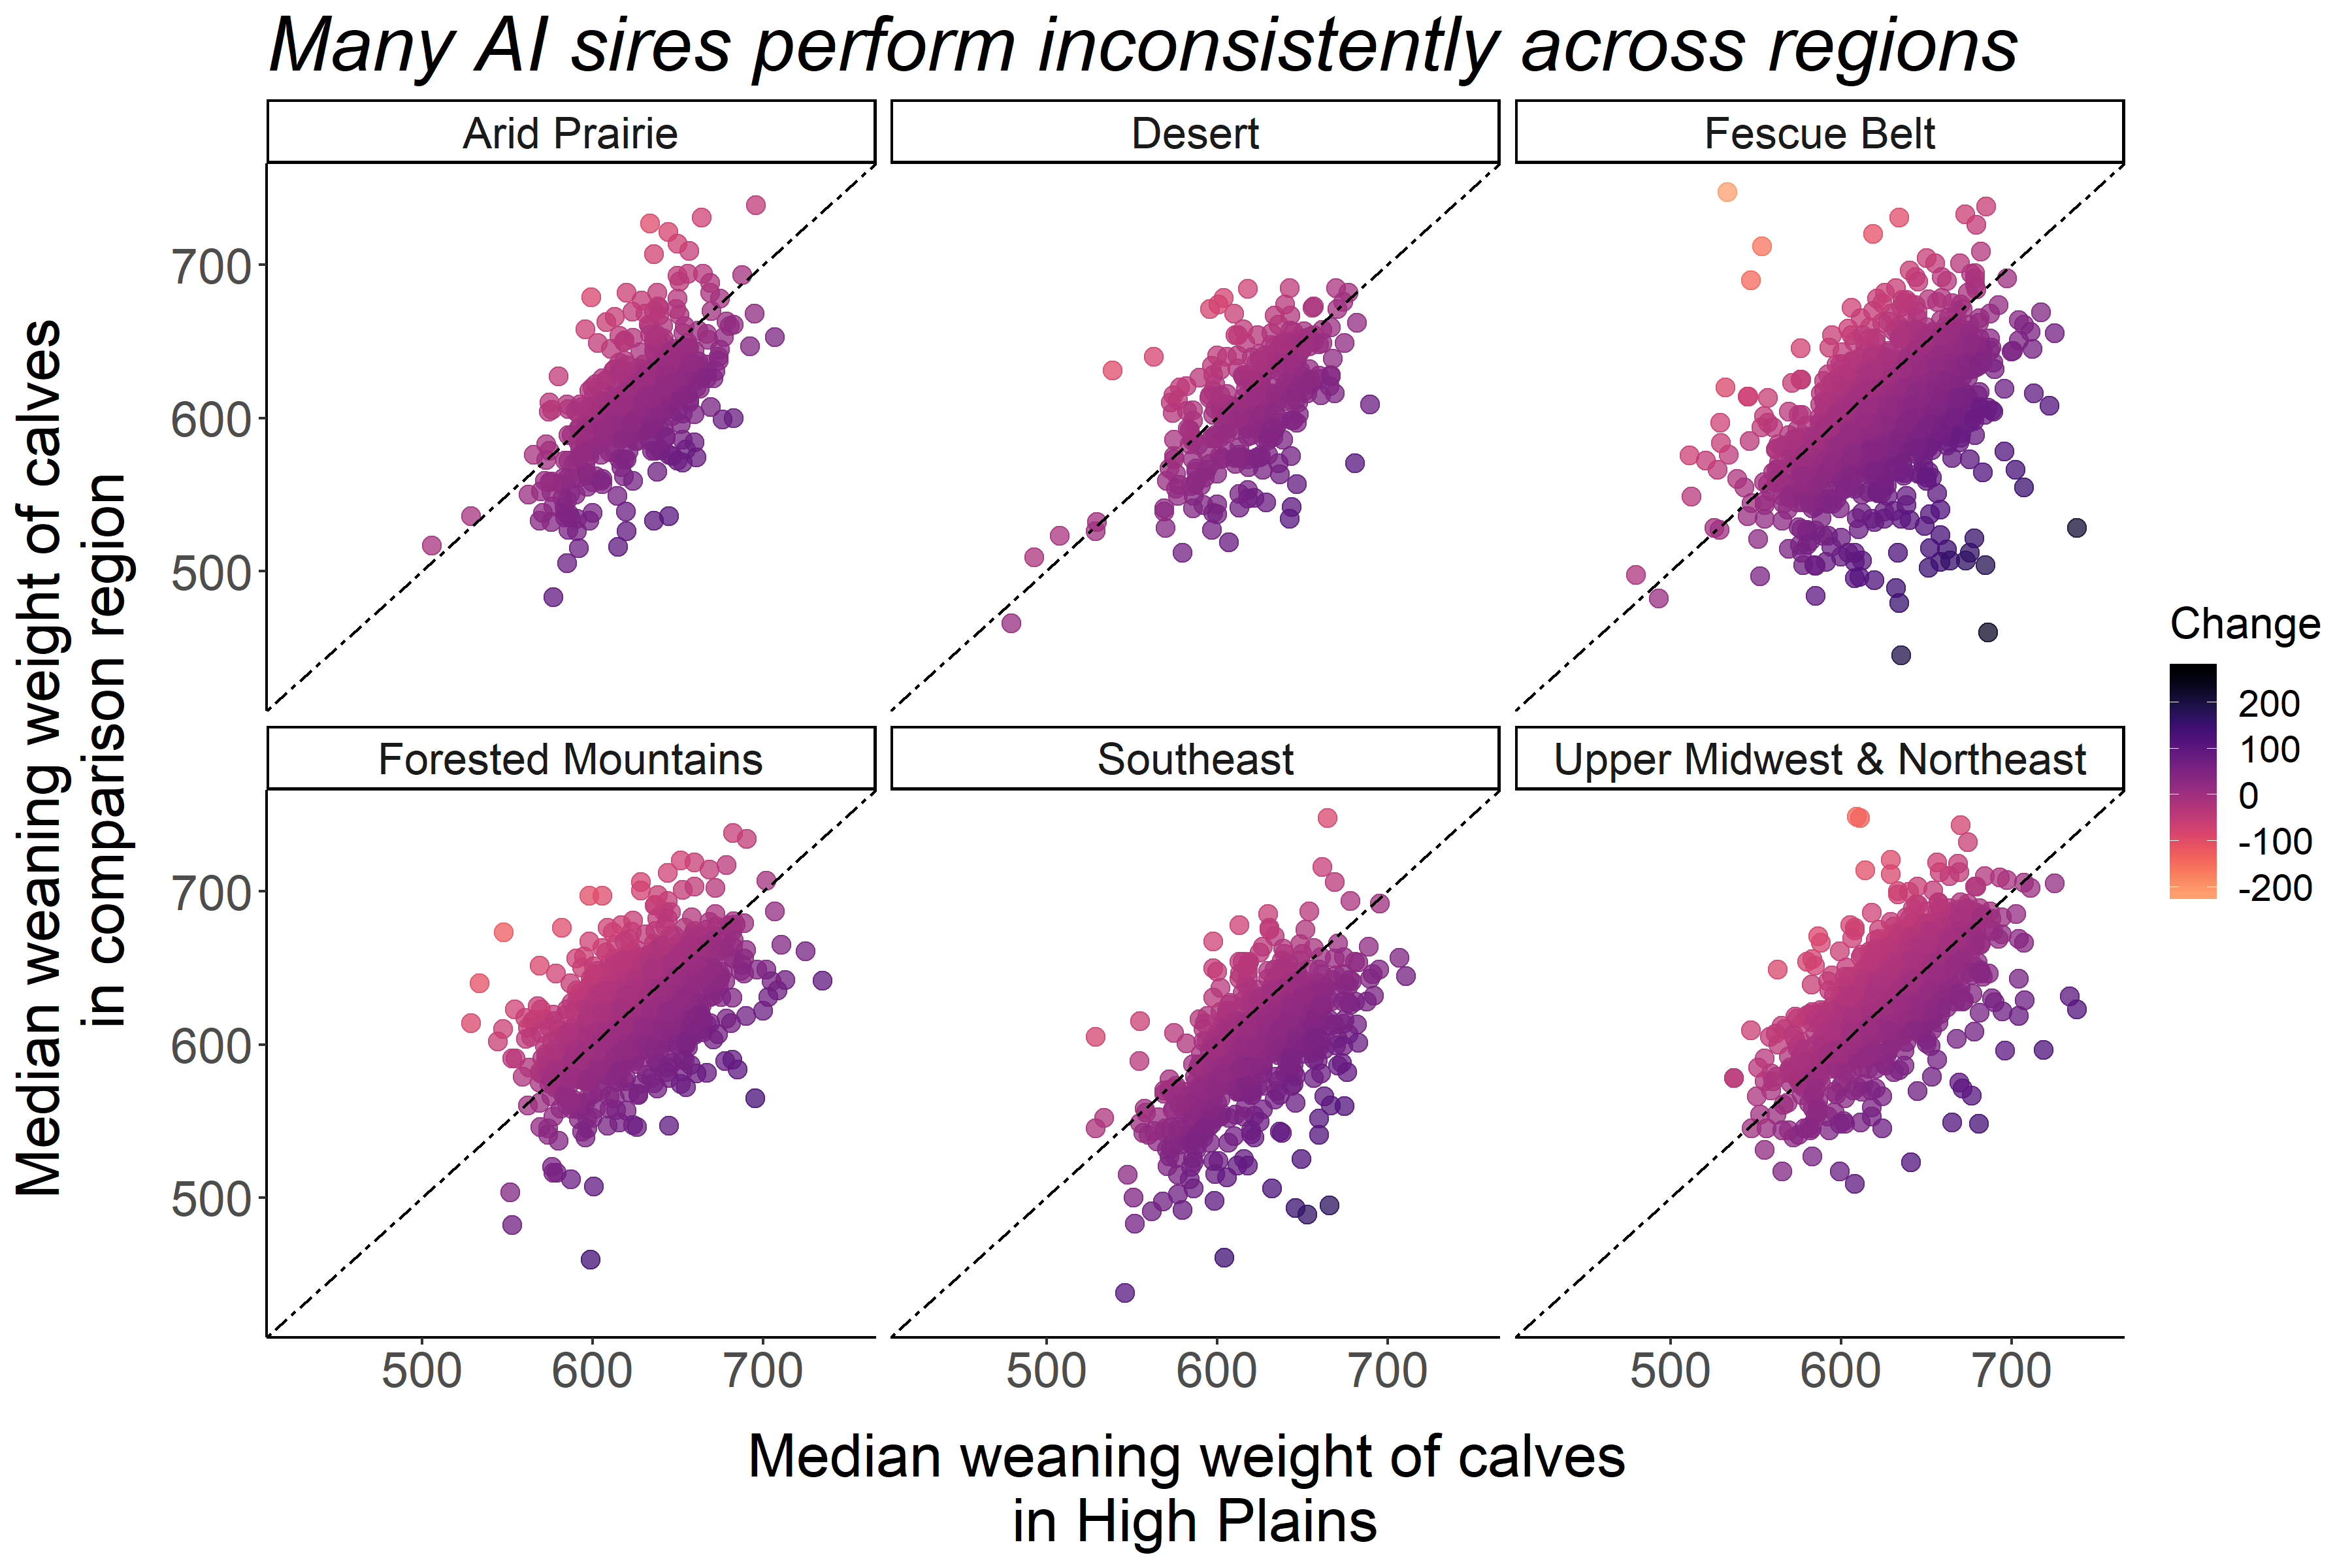 Many AI sires perform inconsistently across regions
Arid Prairie
Desert
Fescue Belt
700
600
500
Forested Mountains
Southeast
Upper Midwest & Northeast
700
600
500
500
600
700
500
600
700
500
600
700
Median weaning weight of calves
in comparison region
Median weaning weight of calves
in High Plains
Change
200
100
0
-100
-200